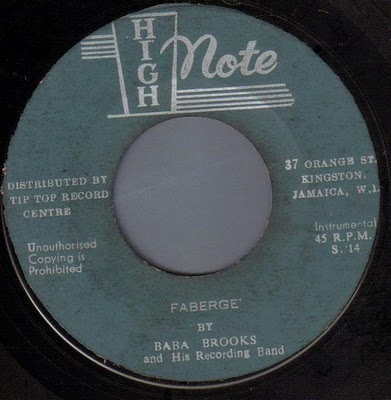 HIGH
Note
37 ORANGE ST.
KINGSTON.
JAMAICA, W.I.
DISTRIBUTED BY
TIP TOP RECORD
CENTRE
Unauthorised
Copying is
Prohibited
Instrumental
45 R.P.M.
S. 14
FABERGE'
BY
BABA BROOKS
and His Recording Band